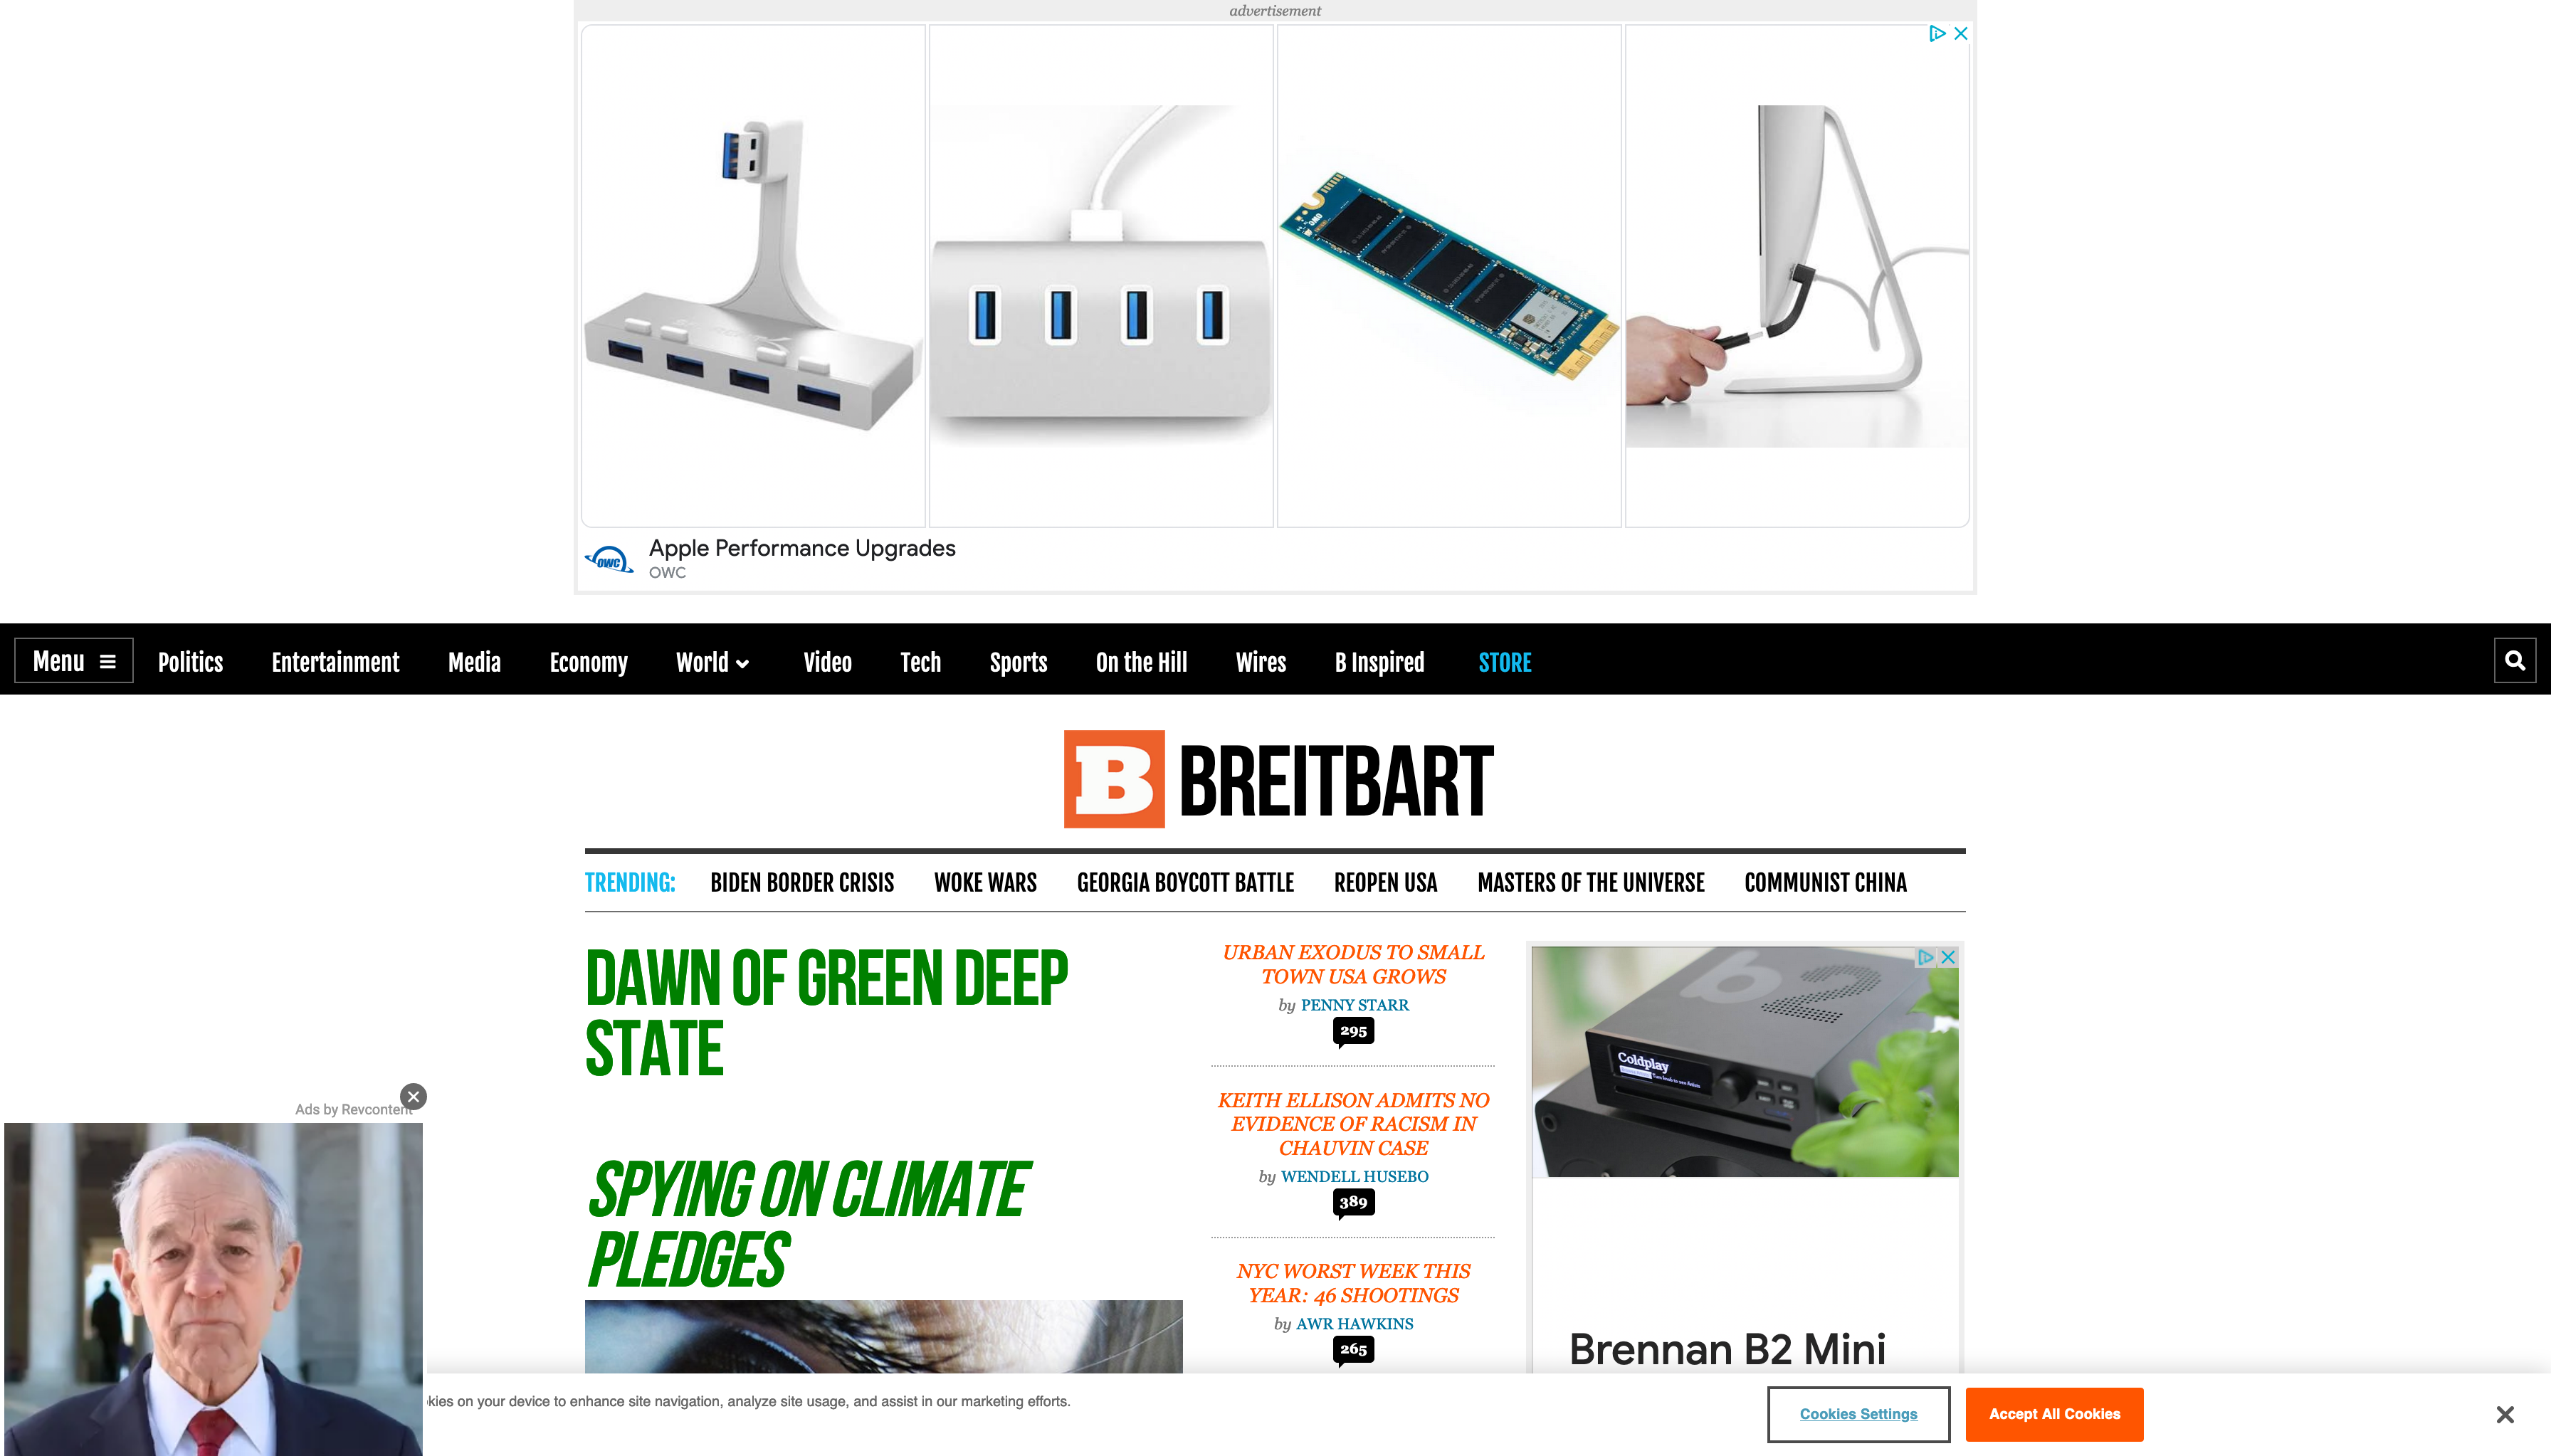 advertisement
Apple Performance Upgrades
OWC
OWC
Menu
Politics
Entertainment
Media
Economy
World
Video
Tech
Sports
On the Hill
Wires
B Inspired
STORE
B BREITBART
TRENDING:
BIDEN BORDER CRISIS
WOKE WARS
GEORGIA BOYCOTT BATTLE
REOPEN USA
MASTERS OF THE UNIVERSE
COMMUNIST CHINA
DAWN OF GREEN DEEP
STATE
SPYING ON CLIMATE
PLEDGES
URBAN EXODUS TO SMALL
TOWN USA GROWS
by PENNY STARR
295
KEITH ELLISON ADMITS NO
EVIDENCE OF RACISM IN
CHAUVIN CASE
by WENDELL HUSEBO
389
NYC WORST WEEK THIS
YEAR: 46 SHOOTINGS
by AWR HAWKINS
265
b2
Coldplay
Brennan B2 Mini
Ads by Revcontent
kies on your device to enhance site navigation, analyze site usage, and assist in our marketing efforts.
Cookies Settings
Accept All Cookies